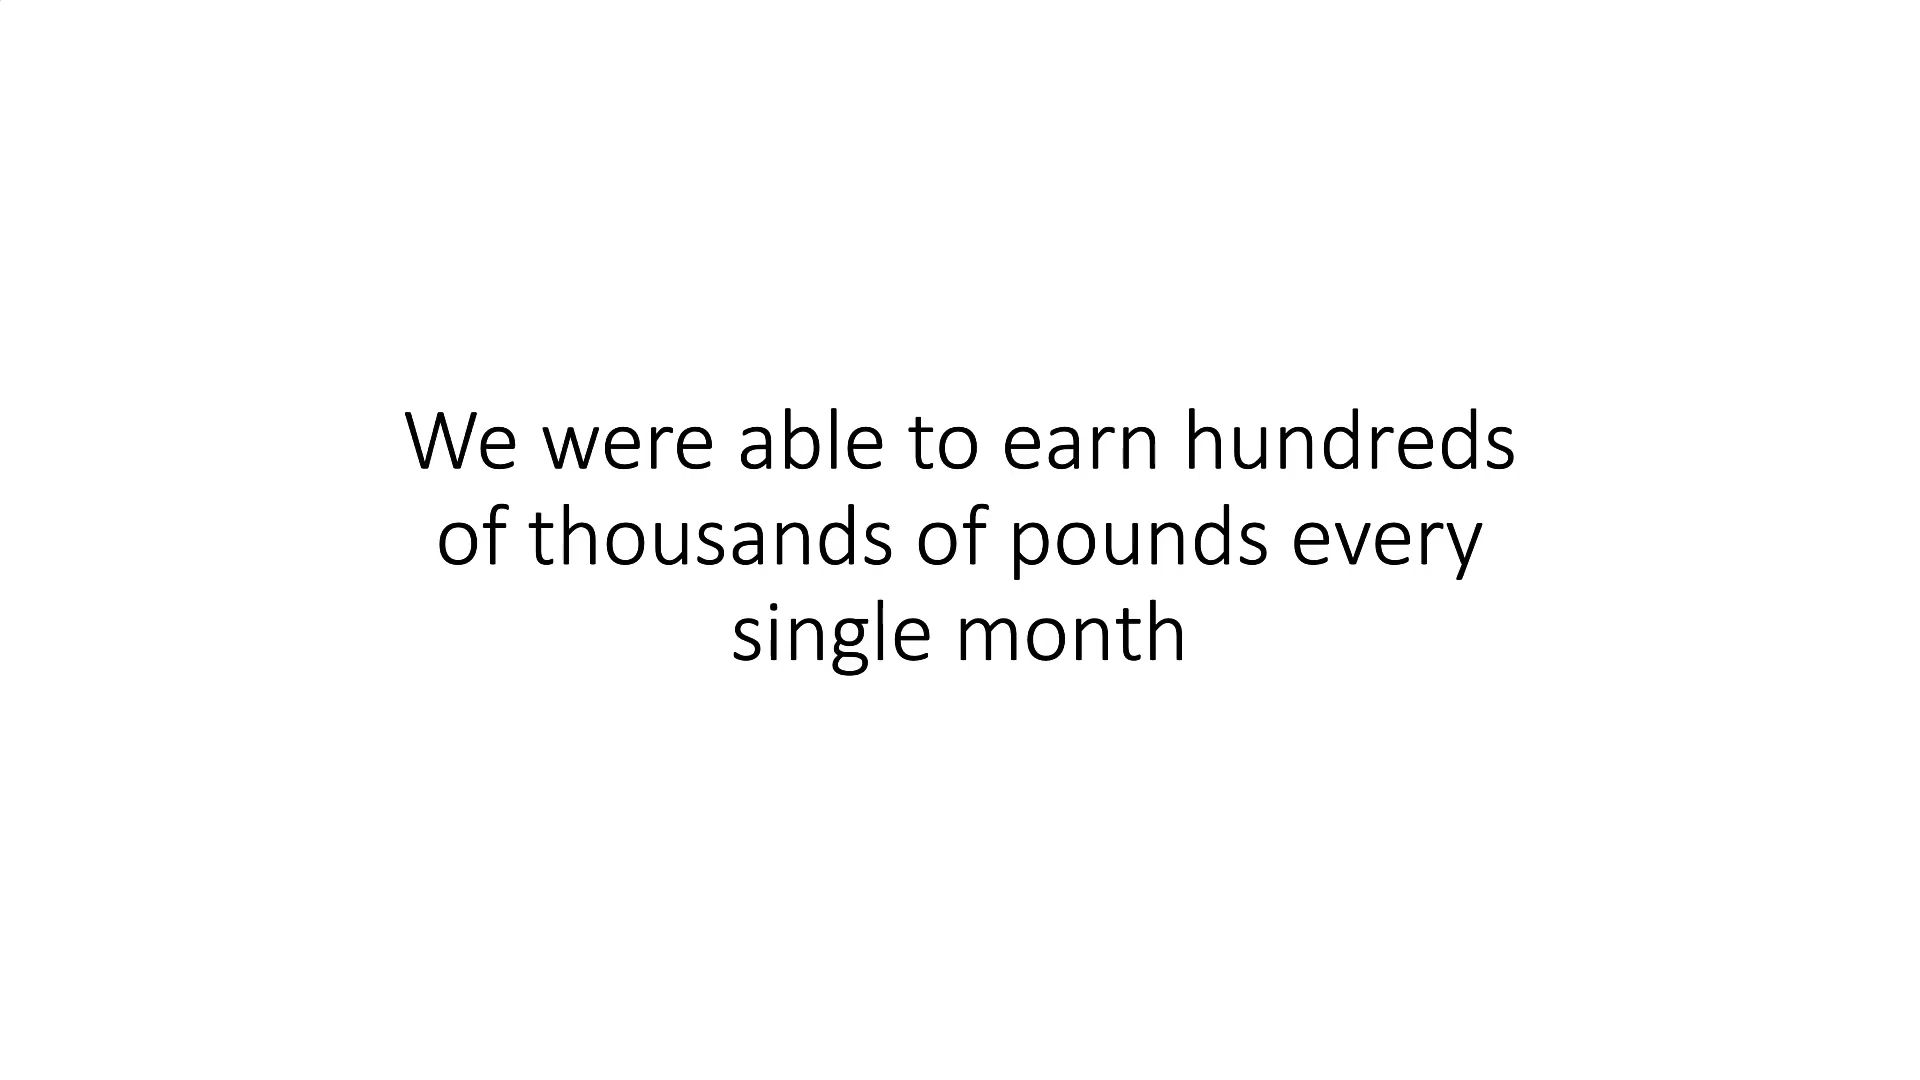 We were able to earn hundreds
of thousands of pounds every
single month